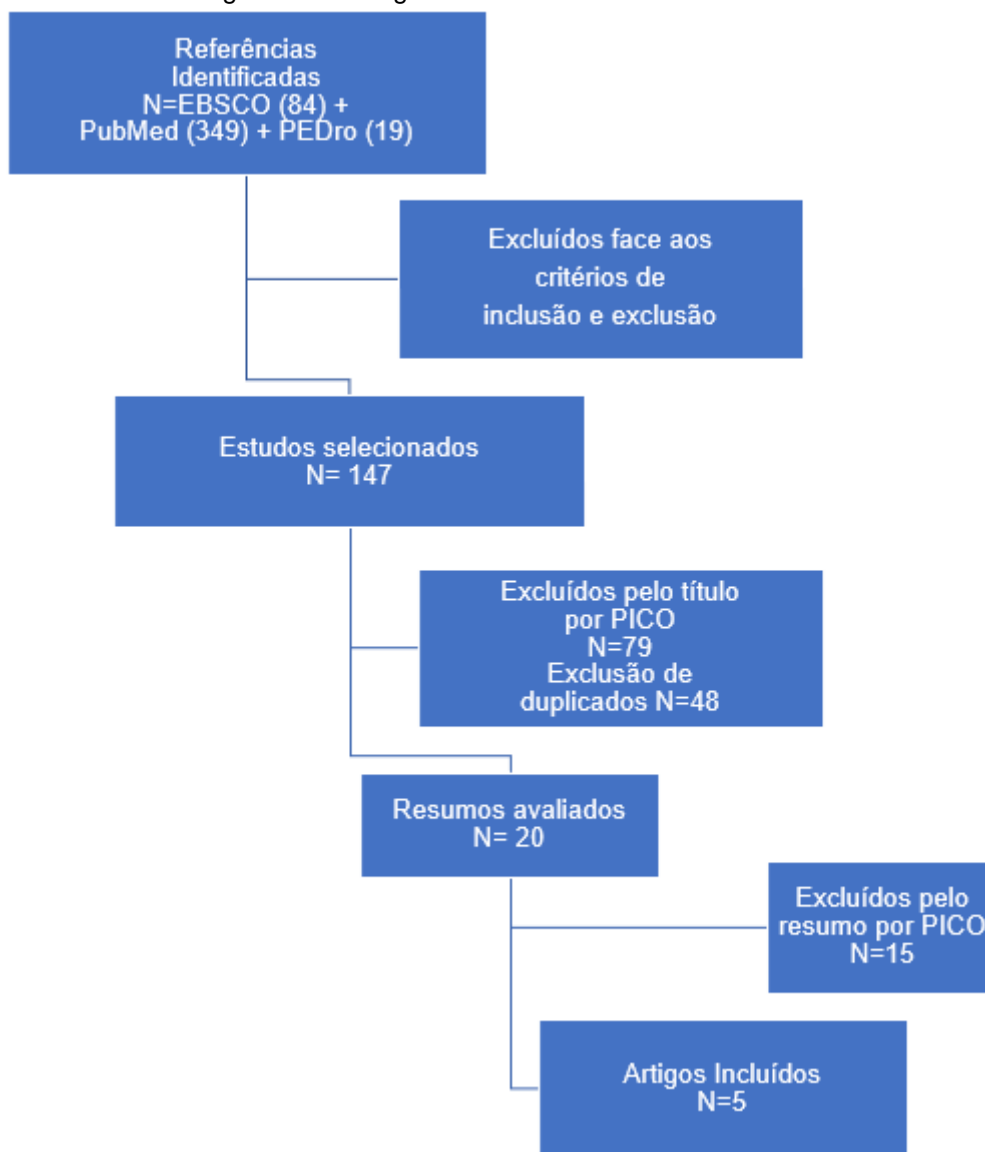 Referências
Identificadas
N=EBSCO (84) +
PubMed (349) + PEDro (19)
Excluídos face aos
critérios de
inclusão e exclusão
Estudos selecionados
N= 147
Excluídos pelo título
por PICO
N=79
Exclusão de
duplicados N=48
Resumos avaliados
N= 20
Excluídos pelo
resumo por PICO
N=15
Artigos Incluídos
N=5